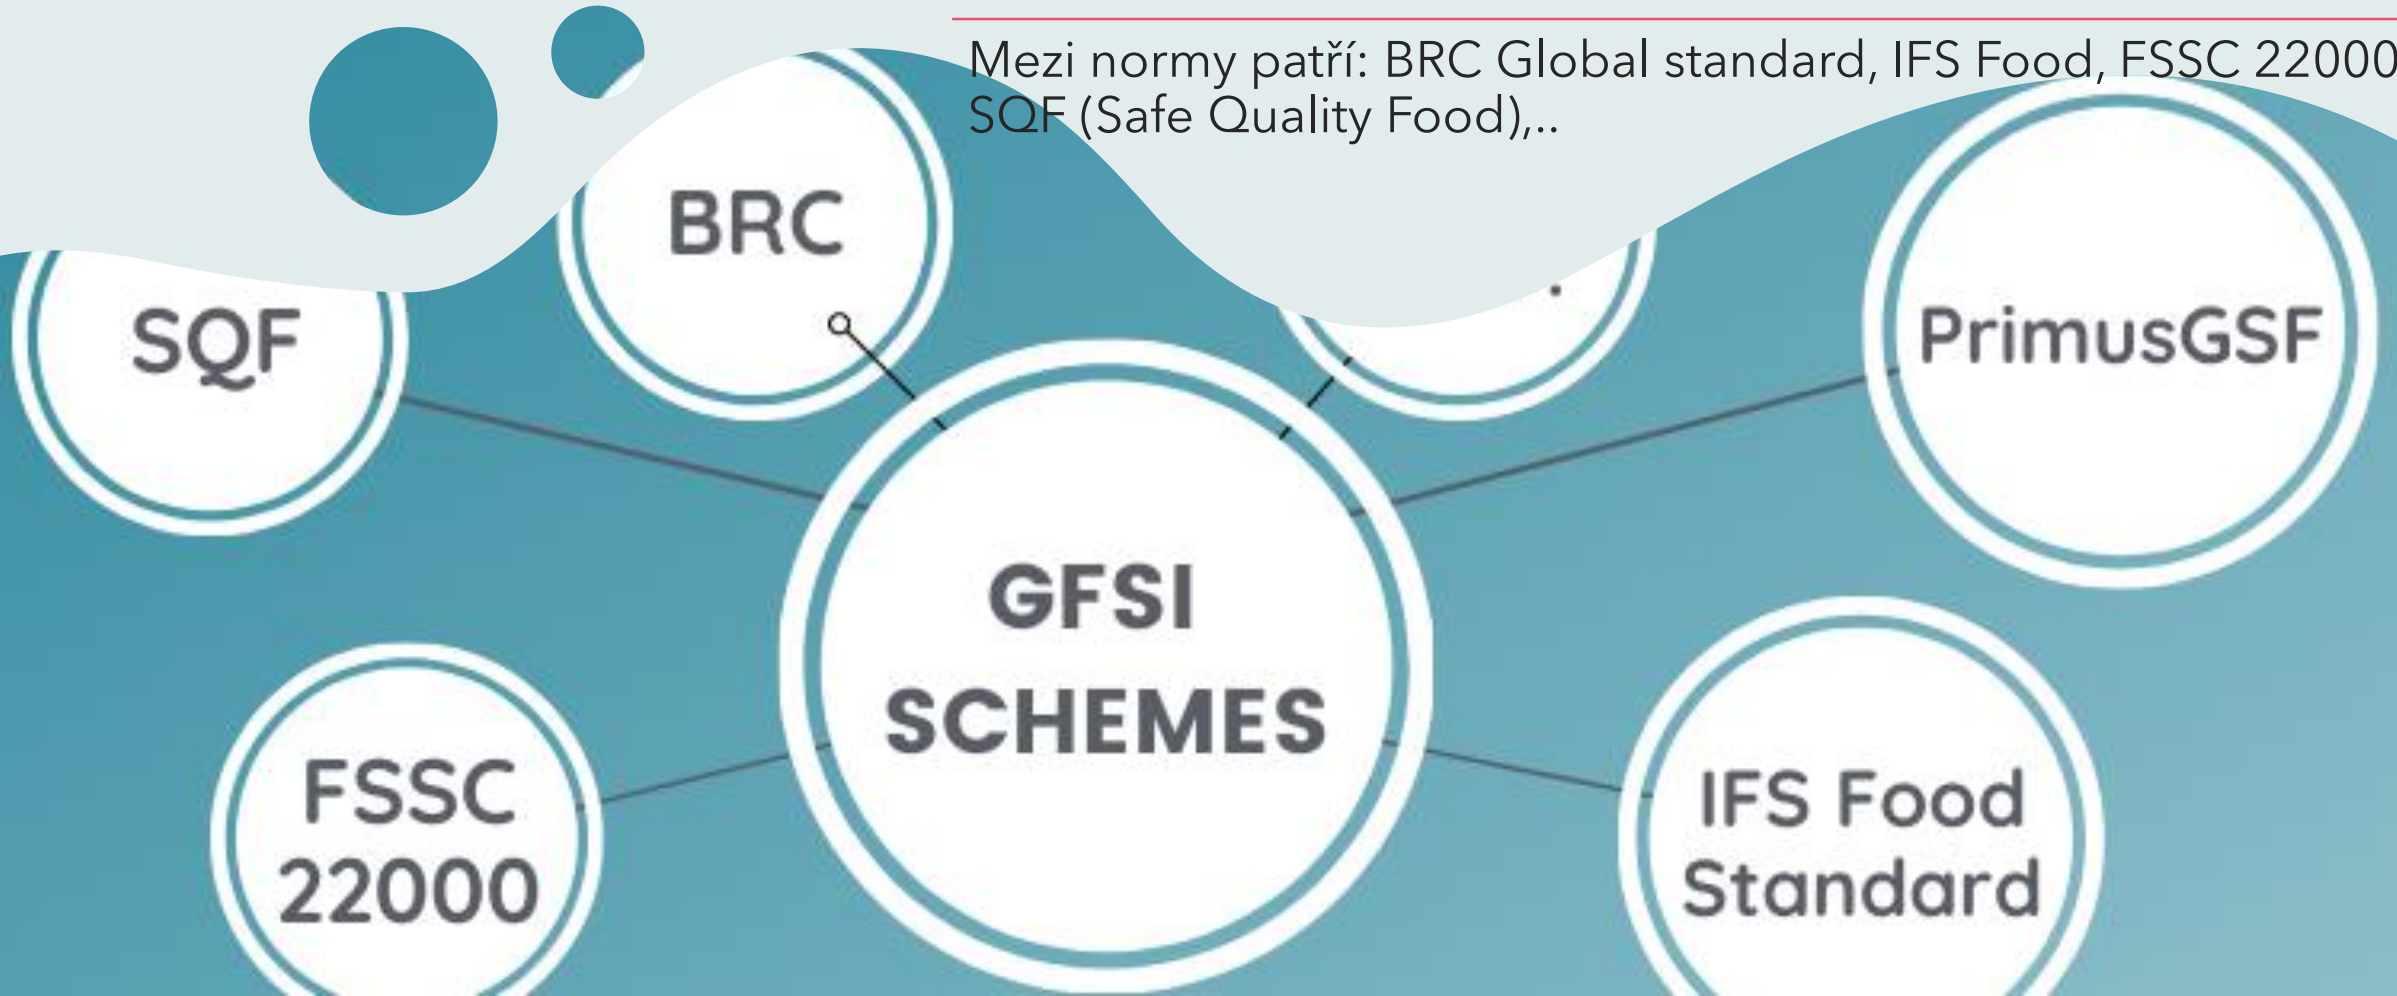 Mezi normy patří: BRC Global standard, IFS Food, FSSC 22000
SQF (Safe Quality Food),..
BRC
SQF
PrimusGSF
GFSI
SCHEMES
FSSC
22000
IFS Food
Standard